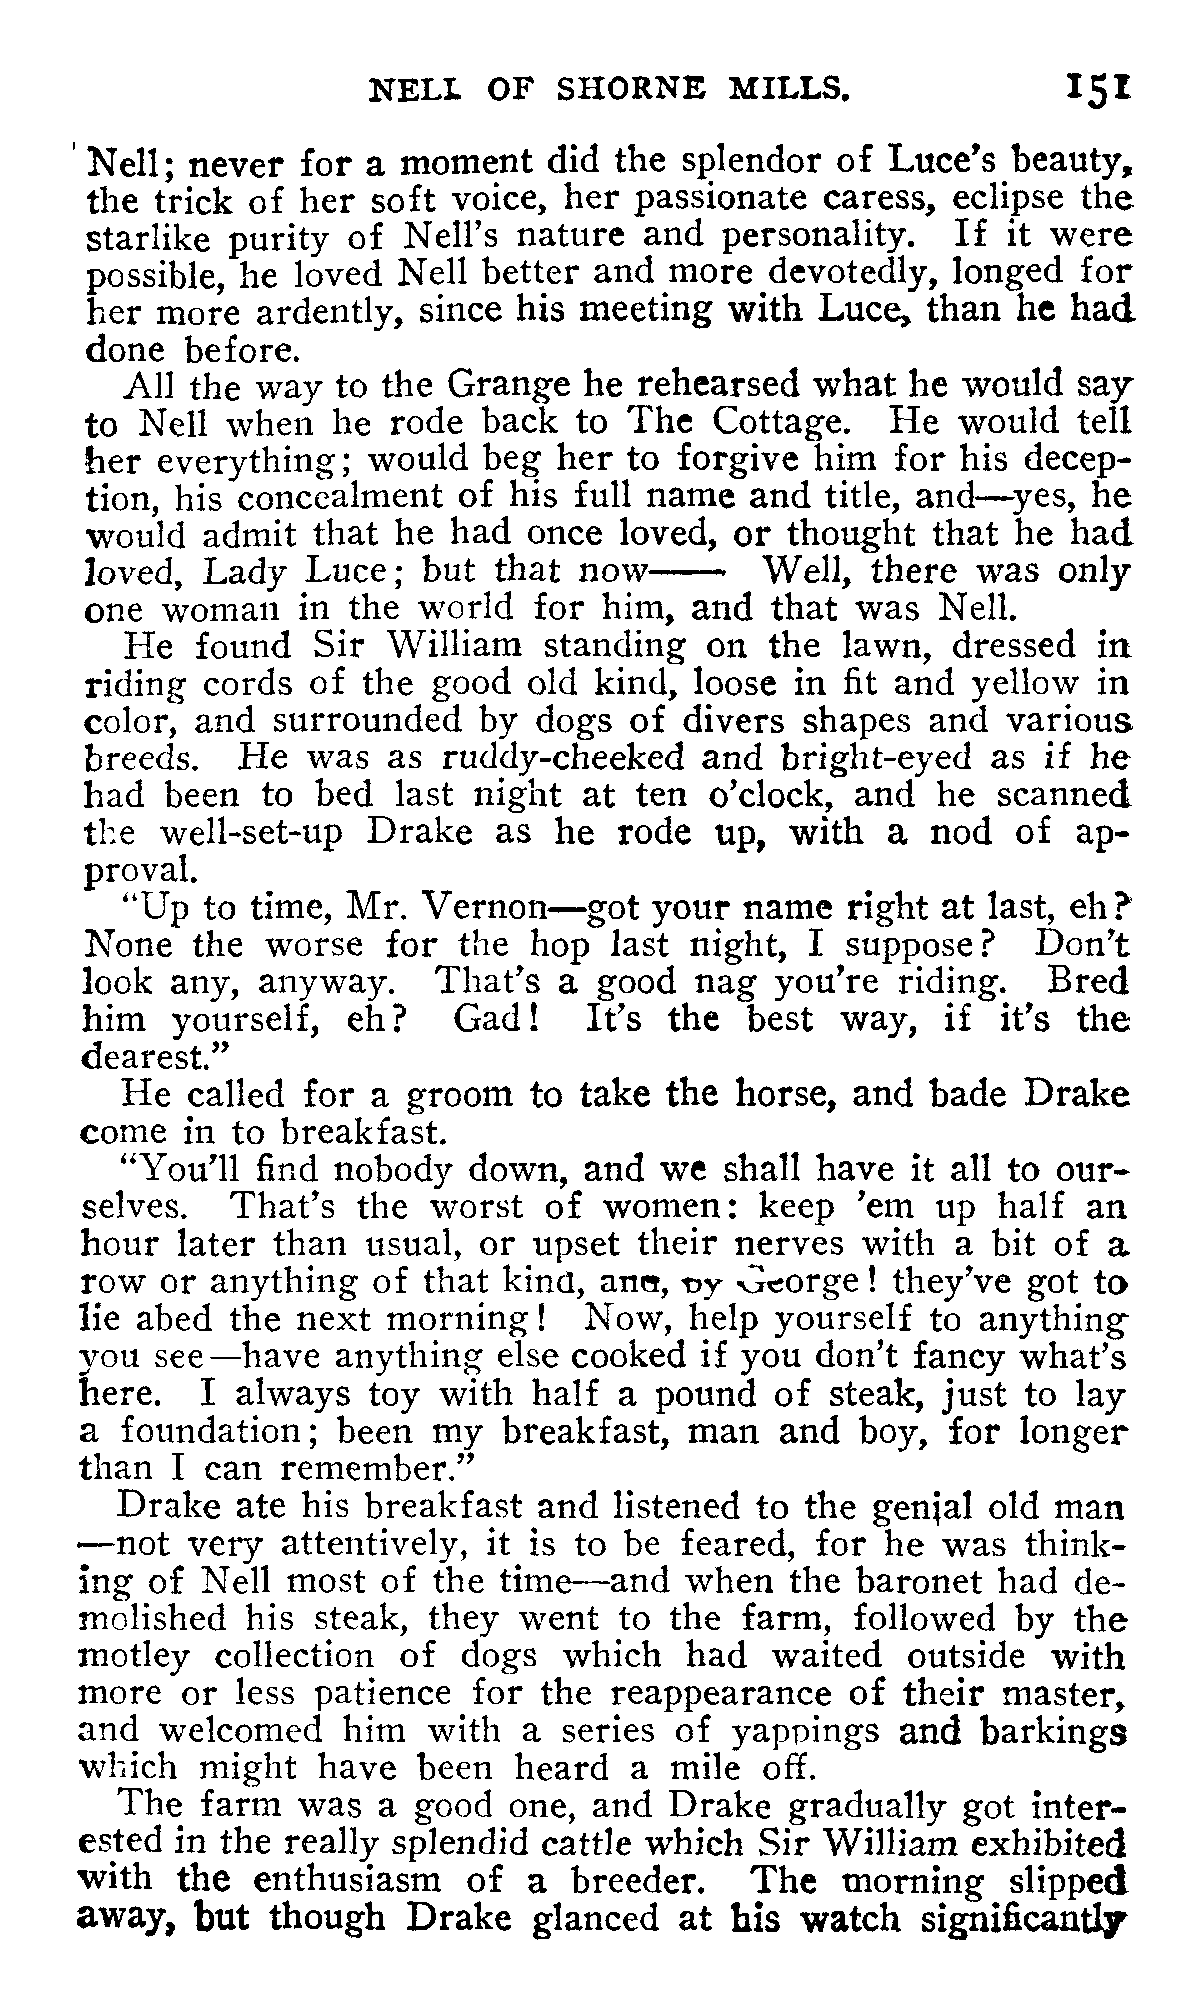 NELL OF SHORNE MILLS. 151
Nell; never for a moment did the splendor of Luce's beauty,
the trick of her soft voice, her passionate caress, eclipse the
starlike purity of Nell's nature and personality. If it were
possible, he loved Nell better and more devotedly, longed for
her more ardently, since his meeting with Luce, than he had
done before.
All the way to the Grange he rehearsed what he would say
to Nell when he rode back to The Cottage. He would tell
her everything; would beg her to forgive him for his decep-
tion, his concealment of his full name and title, and—yes, he
would admit that he had once loved, or thought that he had
loved, Lady Luce; but that now—— Well, there was only
one woman in the world for him, and that was Nell.
He found Sir William standing on the lawn, dressed in
riding cords of the good old kind, loose in fit and yellow in
color, and surrounded by dogs of divers shapes and various
breeds. He was as ruddy-cheeked and bright-eyed as if he
had been to bed last night at ten o'clock, and he scanned
the well-set-up Drake as he rode up, with a nod of ap-
proval.
"Up to time, Mr. Vernon—got your name right at last, eh?
None the worse for the hop last night, I suppose? Don't
look any, anyway. That's a good nag you're riding. Bred
him yourself, eh? Gad! It's the best way, if it's the
dearest."
He called for a groom to take the horse, and bade Drake
come in to breakfast.
"You'll find nobody down, and we shall have it all to our-
selves. That's the worst of women: keep 'em up half an
hour later than usual, or upset their nerves with a bit of a
row or anything of that kind, and, by George! they've got to
lie abed the next morning! Now, help yourself to anything
you see—have anything else cooked if you don't fancy what's
here. I always toy with half a pound of steak, just to lay
a foundation; been my breakfast, man and boy, for longer
than I can remember."
Drake ate his breakfast and listened to the genial old man
—not very attentively, it is to be feared, for he was think-
ing of Nell most of the time—and when the baronet had de-
molished his steak, they went to the farm, followed by the
motley collection of dogs which had waited outside with
more or less patience for the reappearance of their master,
and welcomed him with a series of yappings and barkings
which might have been heard a mile off.
The farm was a good one, and Drake gradually got inter-
ested in the really splendid cattle which Sir William exhibited
with the enthusiasm of a breeder. The morning slipped
away, but though Drake glanced at his watch significantly